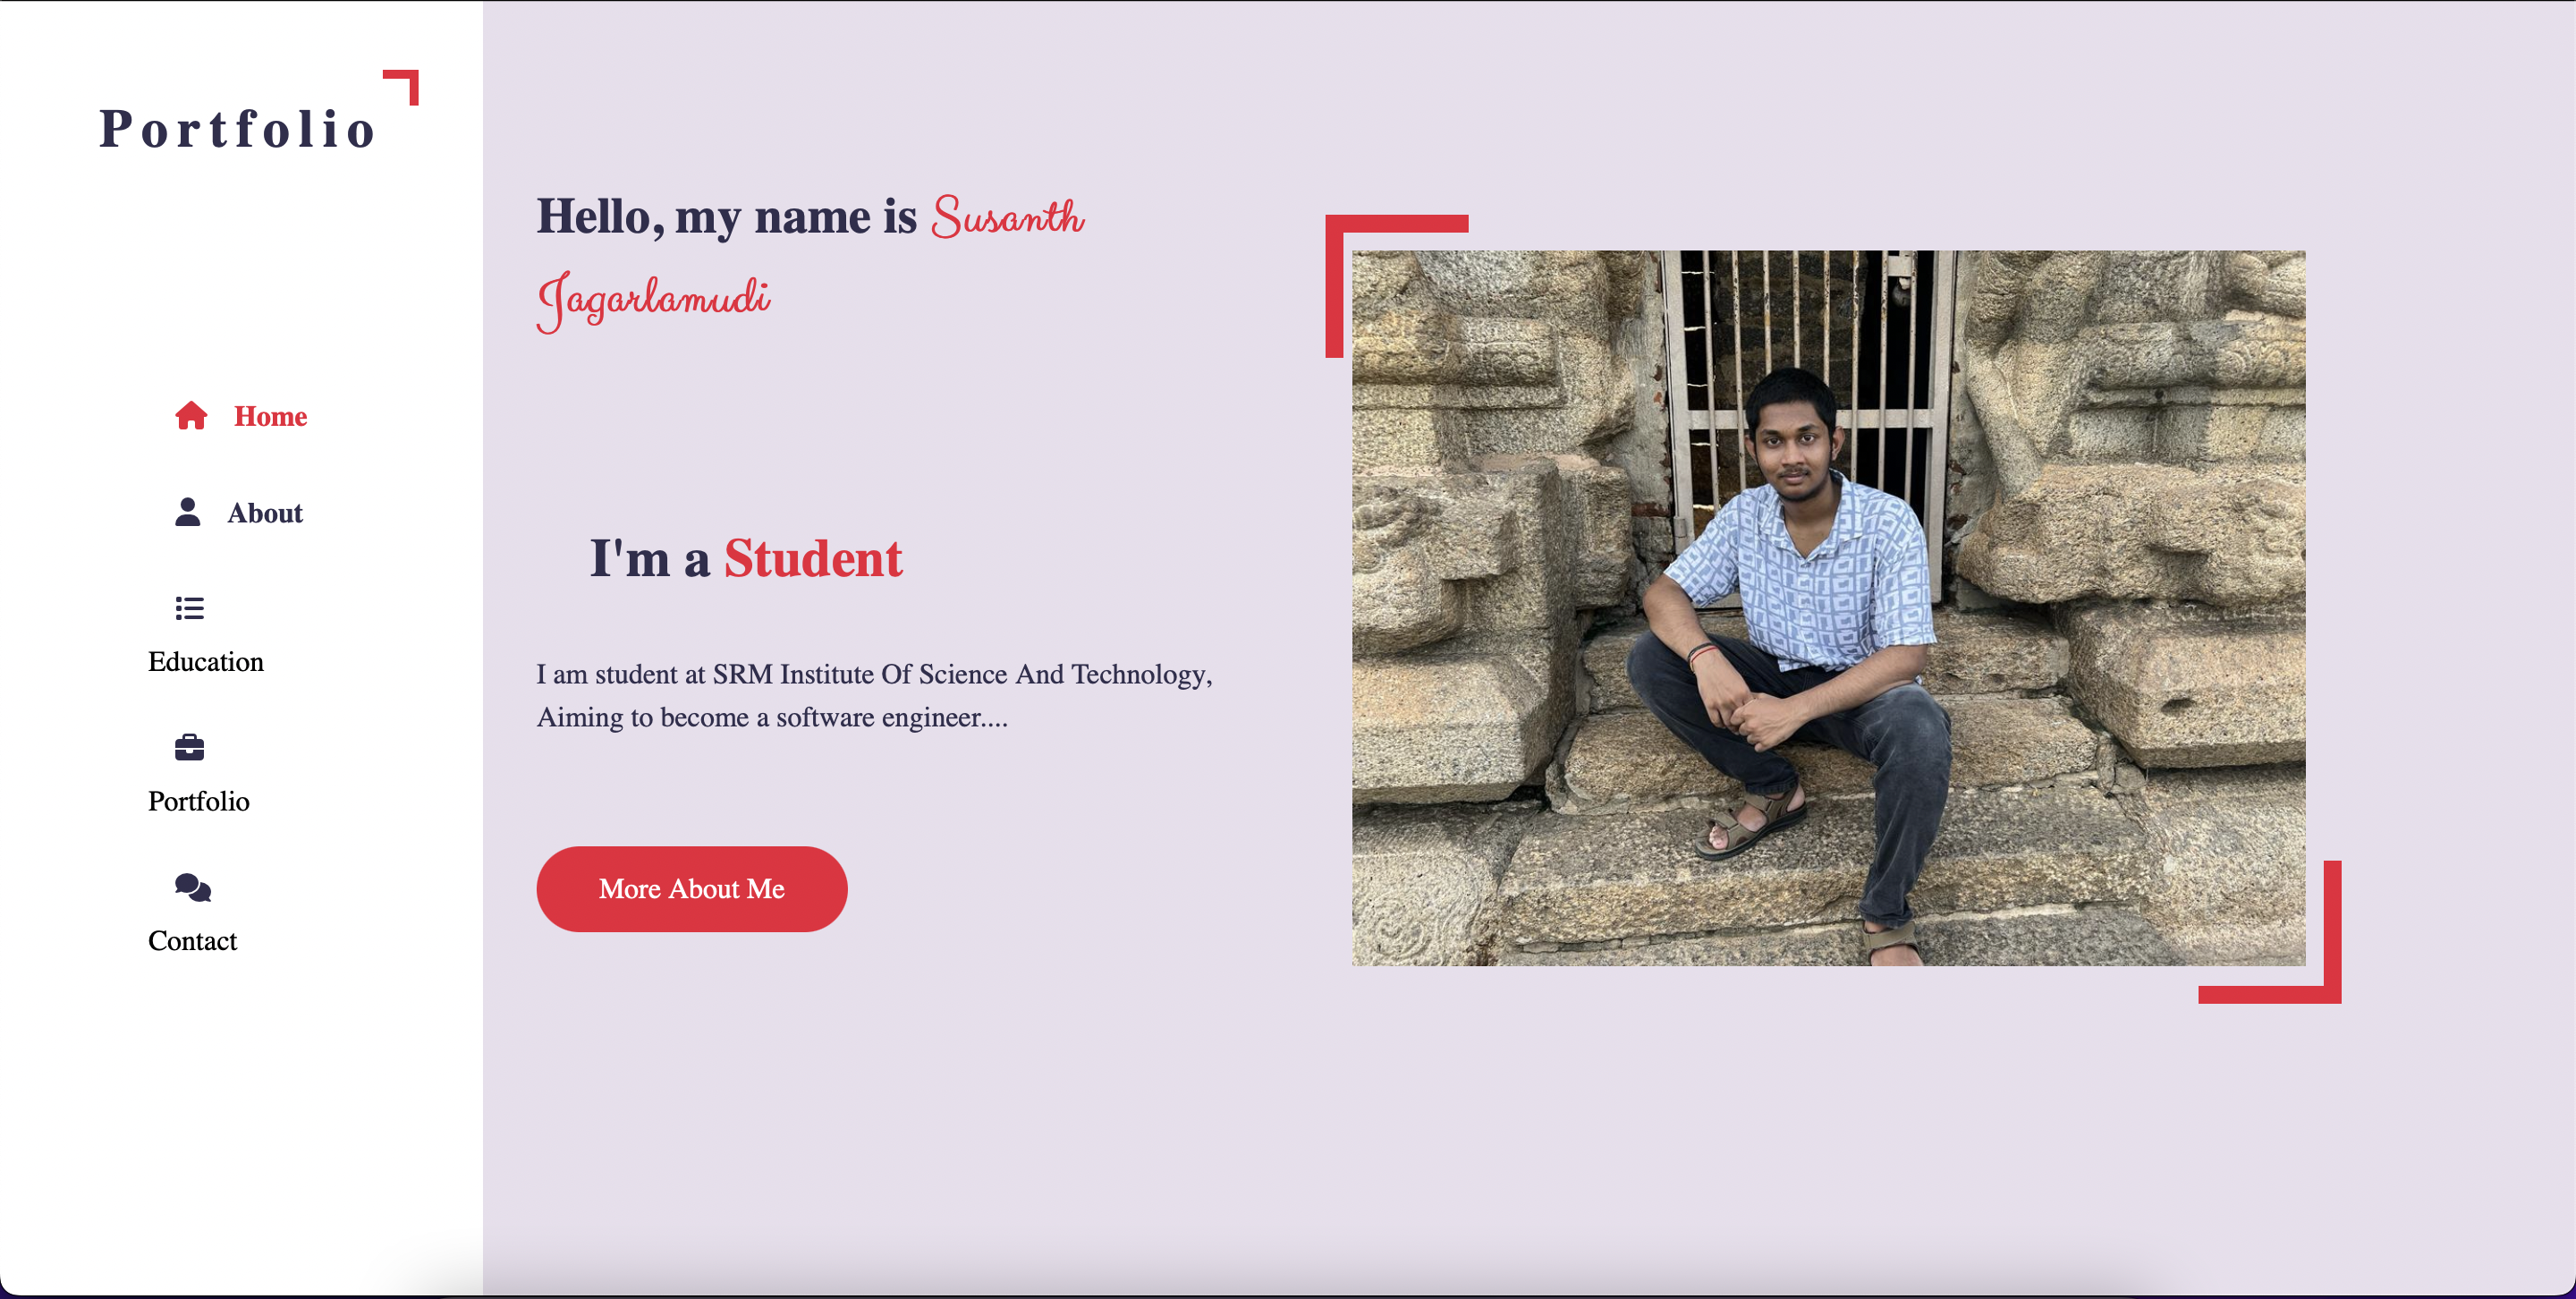 Portfolio
Home
About
Education
Portfolio
Contact
Hello, my name is Susanth
Jagarlamudi
I'm a Student
I am student at SRM Institute Of Science And Technology,
Aiming to become a software engineer....
More About Me